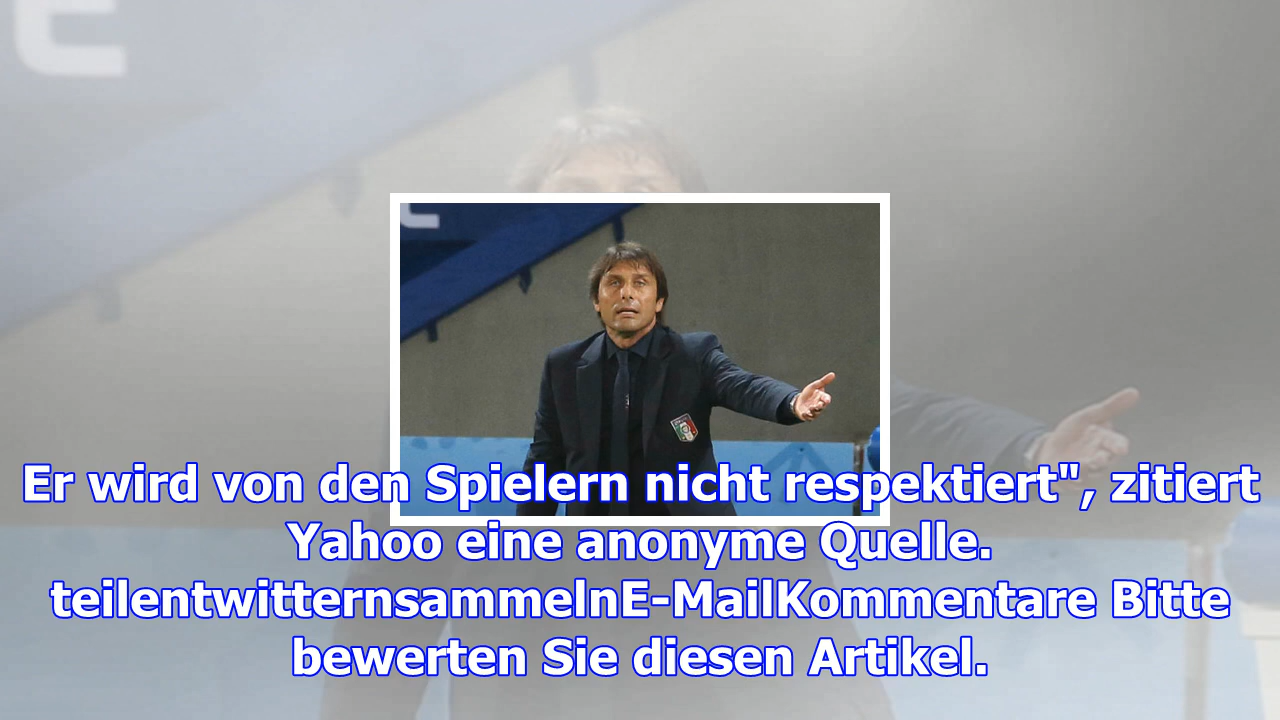 Er wird von den Spielern nicht respektiert", zitiert
Yahoo eine anonyme Quelle.
teilentwitternsammelnE-MailKommentare Bitte
bewerten Sie diesen Artikel.